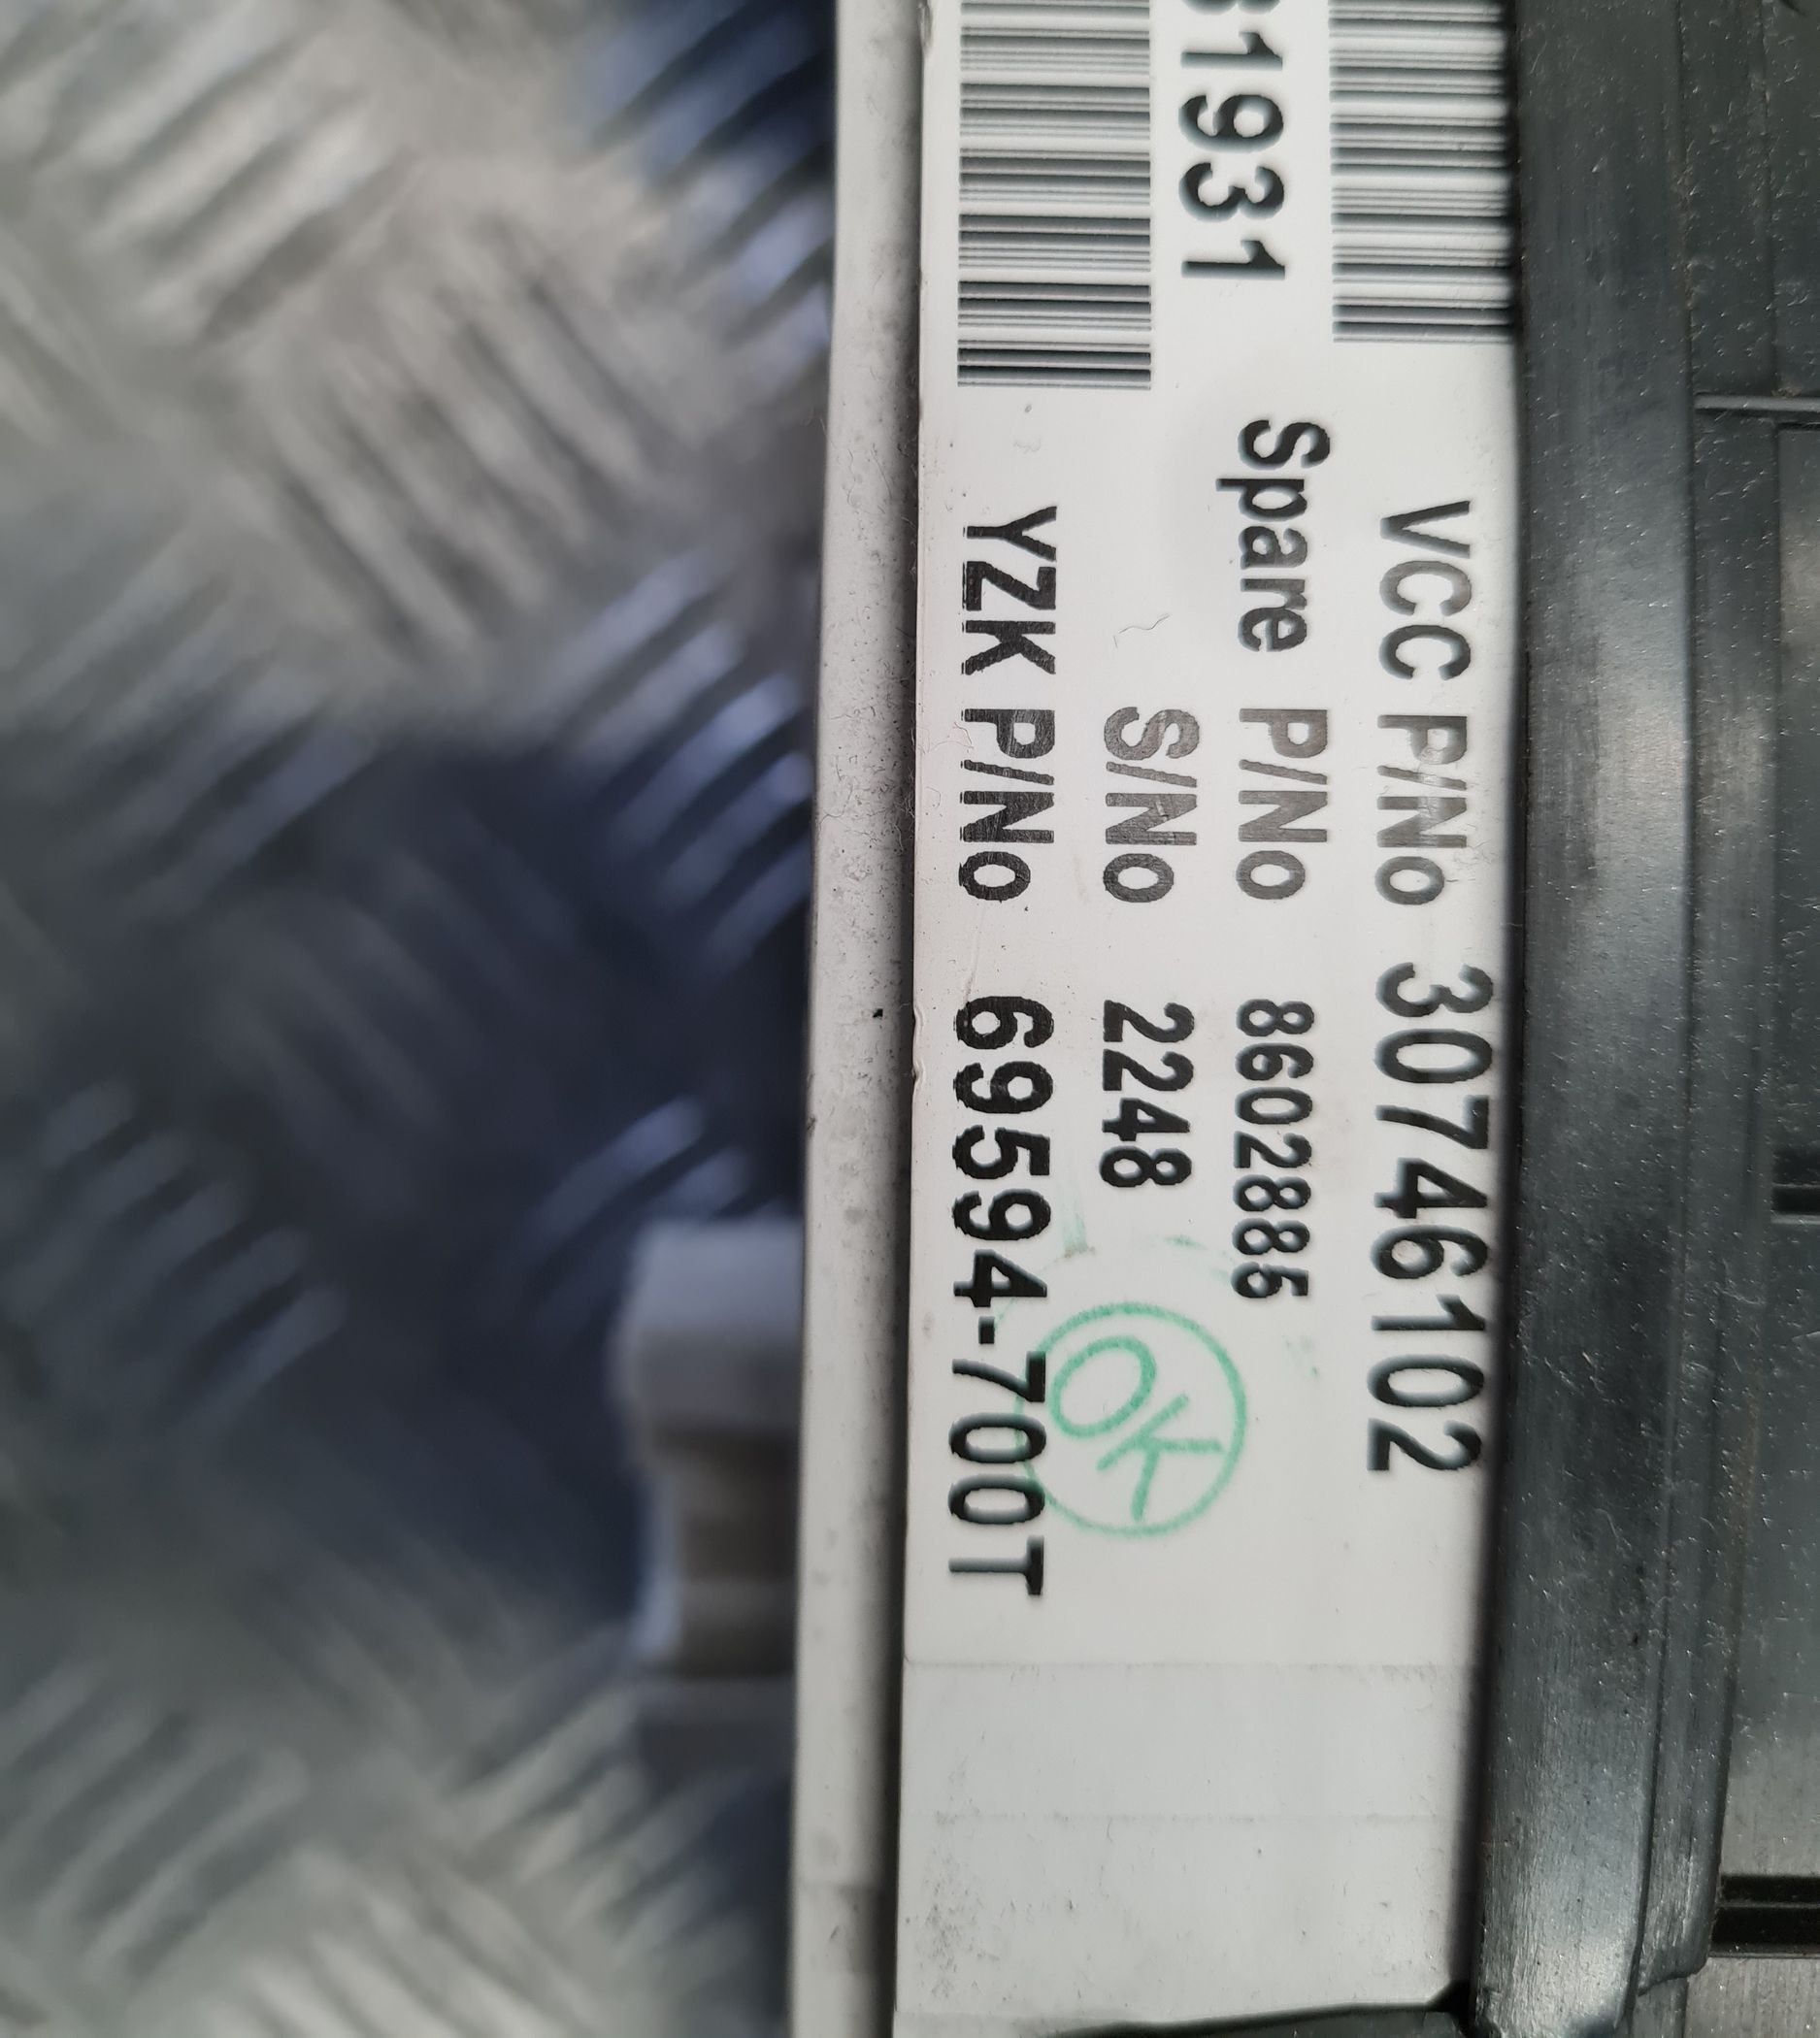 VCC P/No 30746102
Spare P/No 8602885
31931
S/No 2248
YZK P/No 69594-700T
OK